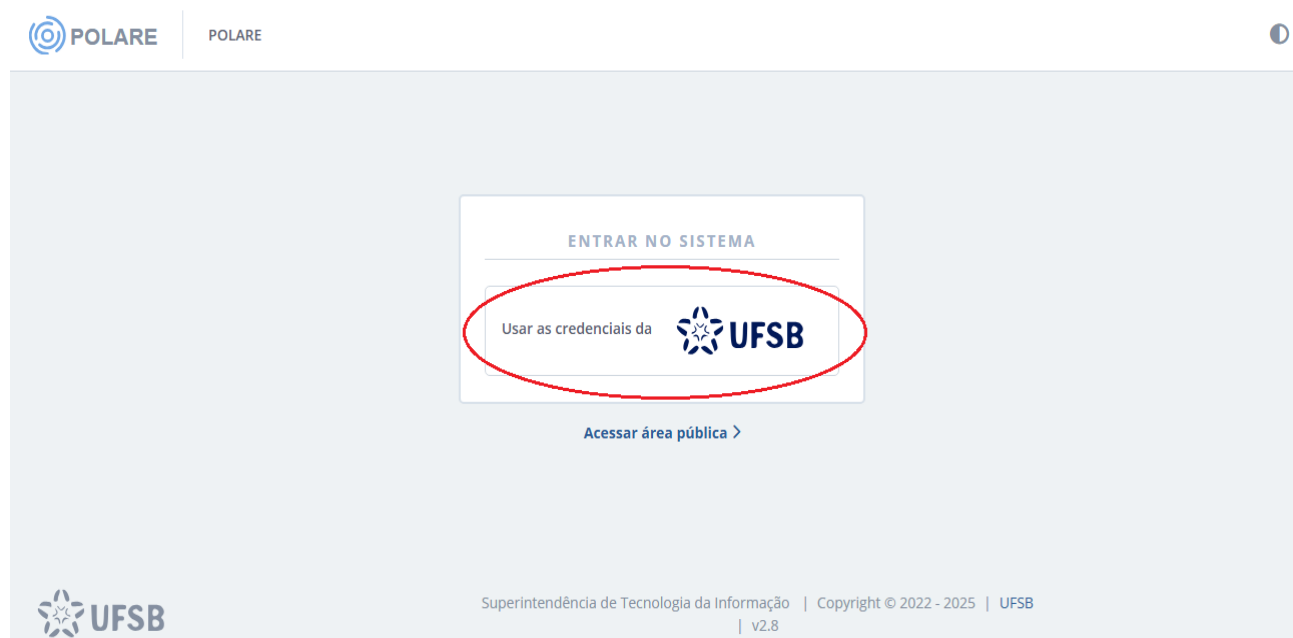 POLARE
POLARE
ENTRAR NO SISTEMA
Usar as credenciais da
UFSB
Acessar área pública >
UFSB
Superintendência de Tecnologia da Informação | Copyright © 2022 - 2025 | UFSB
| v2.8